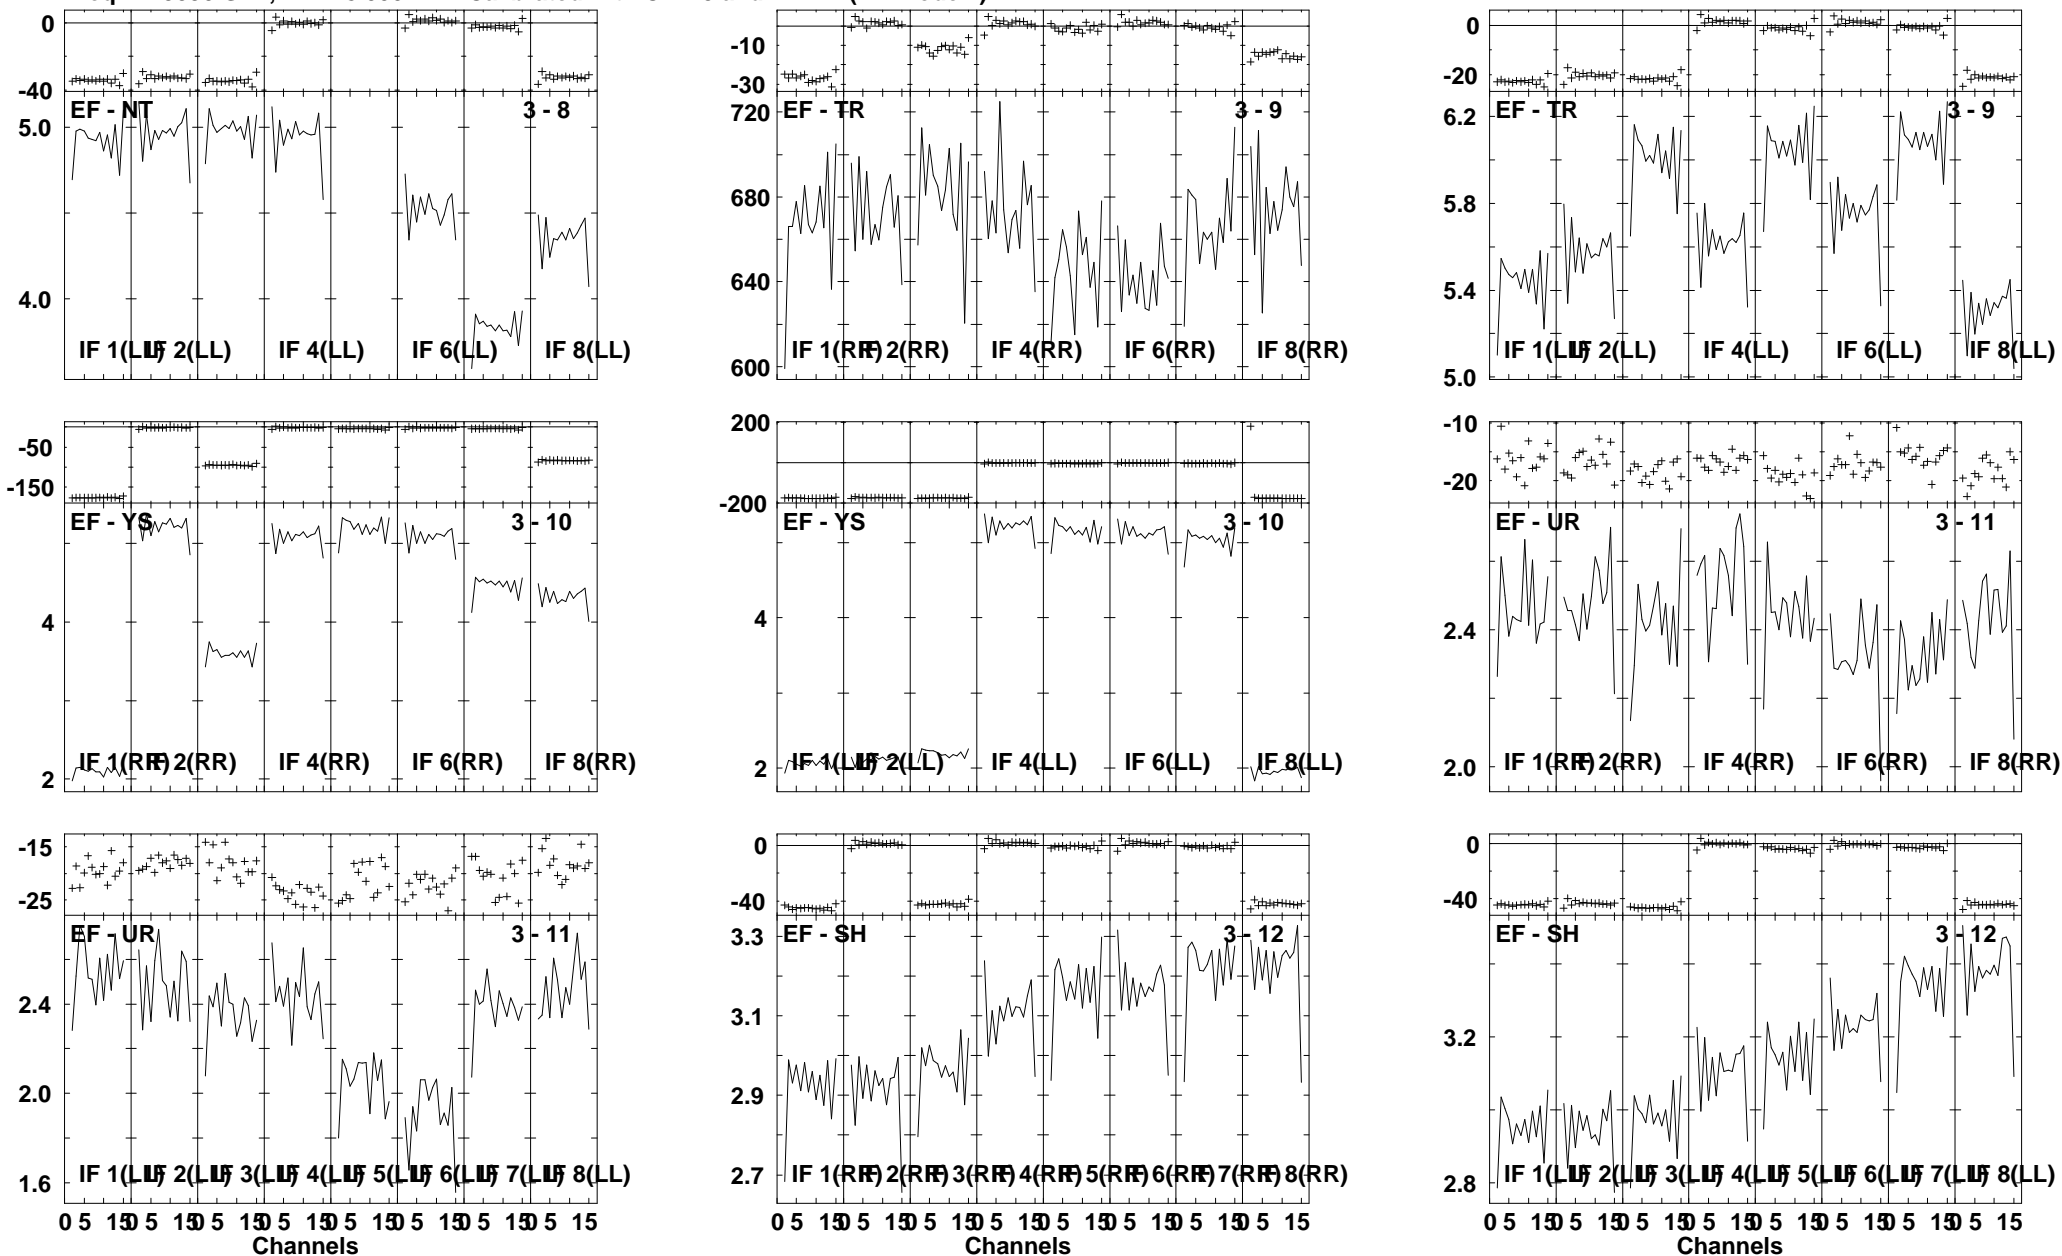 0
-40
EF - NT
3 - 8
5.0
4.0
IF 1(LL)
IF 2(LL)
IF 4(LL)
IF 6(LL)
IF 8(LL)
-10
-30
EF - TR
3 - 9
720
680
640
600
IF 1(RR)
IF 2(RR)
IF 4(RR)
IF 6(RR)
IF 8(RR)
0
-20
EF - TR
3 - 9
6.2
5.8
5.4
5.0
IF 1(LL)
IF 2(LL)
IF 4(LL)
IF 6(LL)
IF 8(LL)
-50
-150
EF - YS
3 - 10
4
2
IF 1(RR)
IF 2(RR)
IF 4(RR)
IF 6(RR)
IF 8(RR)
200
-200
EF - YS
3 - 10
4
2
IF 1(LL)
IF 2(LL)
IF 4(LL)
IF 6(LL)
IF 8(LL)
-10
-20
EF - UR
3 - 11
2.4
2.0
IF 1(RR)
IF 2(RR)
IF 4(RR)
IF 6(RR)
IF 8(RR)
-15
-25
EF - UR
3 - 11
2.4
2.0
1.6
IF 1(LL)
IF 2(LL)
IF 3(LL)
IF 4(LL)
IF 5(LL)
IF 6(LL)
IF 7(LL)
IF 8(LL)
0 5 15
0 5 15
0 5 15
0 5 15
0 5 15
0 5 15
0 5 15
0 5 15
Channels
0
-40
EF - SH
3 - 12
3.3
3.1
2.9
2.7
IF 1(RR)
IF 2(RR)
IF 3(RR)
IF 4(RR)
IF 5(RR)
IF 6(RR)
IF 7(RR)
IF 8(RR)
0 5 15
0 5 15
0 5 15
0 5 15
0 5 15
0 5 15
0 5 15
0 5 15
Channels
0
-40
EF - SH
3 - 12
3.2
2.8
IF 1(LL)
IF 2(LL)
IF 3(LL)
IF 4(LL)
IF 5(LL)
IF 6(LL)
IF 7(LL)
IF 8(LL)
0 5 15
0 5 15
0 5 15
0 5 15
0 5 15
0 5 15
0 5 15
0 5 15
Channels